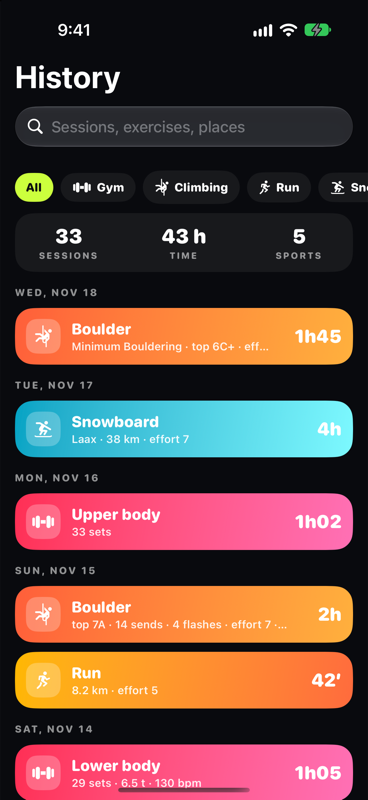 9:41
History
Sessions, exercises, places
All
Gym
Climbing
Run
Sno
33
43 h
5
SESSIONS
TIME
SPORTS
WED, NOV 18
Boulder
Minimum Bouldering · top 6C+ · eff...
1h45
TUE, NOV 17
Snowboard
Laax · 38 km · effort 7
4h
MON, NOV 16
Upper body
33 sets
1h02
SUN, NOV 15
Boulder
top 7A · 14 sends · 4 flashes · effort 7 ·...
2h
Run
8.2 km · effort 5
42′
SAT, NOV 14
Lower body
29 sets · 6.5 t · 130 bpm
1h05